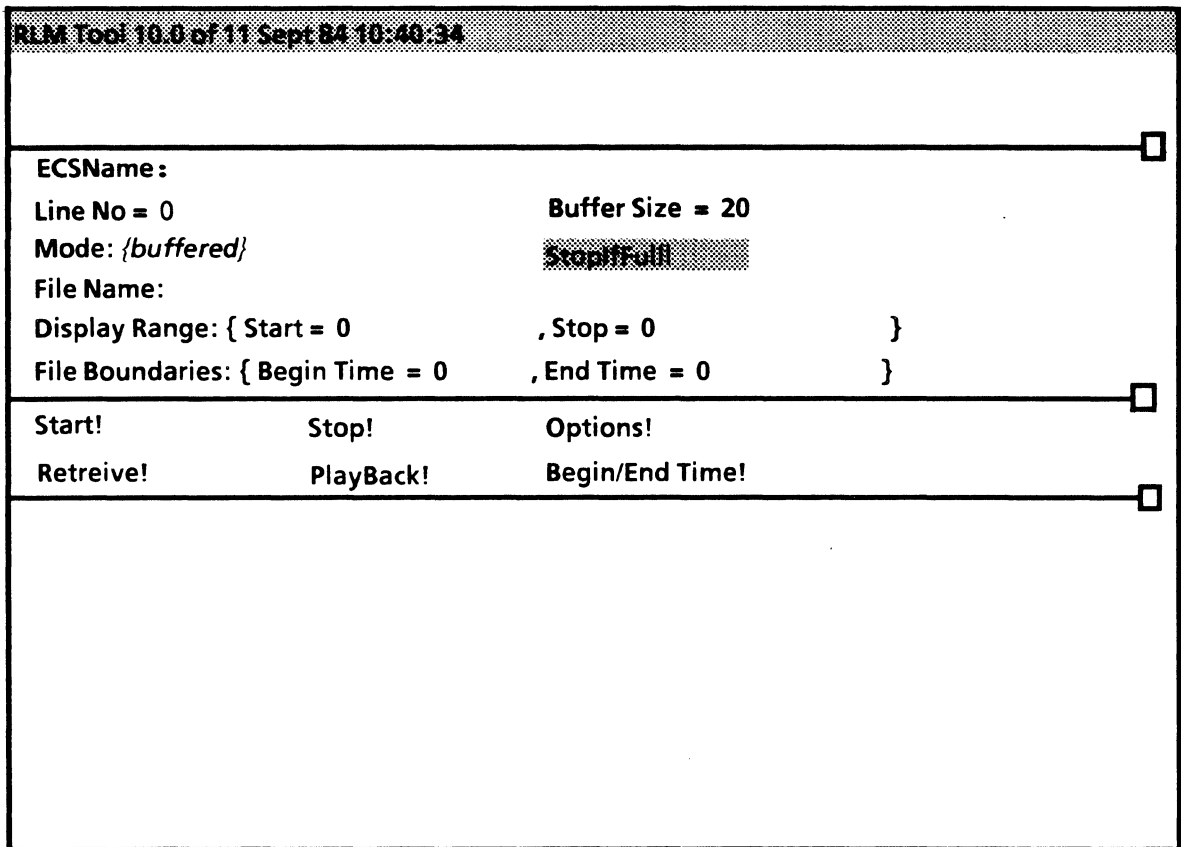 RLM Tool 10.0 of 11 Sept 84 10:40:34
ECSName:
Line No = 0 Buffer Size = 20
Mode: {buffered} StopIfFull
File Name:
Display Range: { Start = 0 , Stop = 0 }
File Boundaries: { Begin Time = 0 , End Time = 0 }
Start! Stop! Options!
Retreive! PlayBack! Begin/End Time!